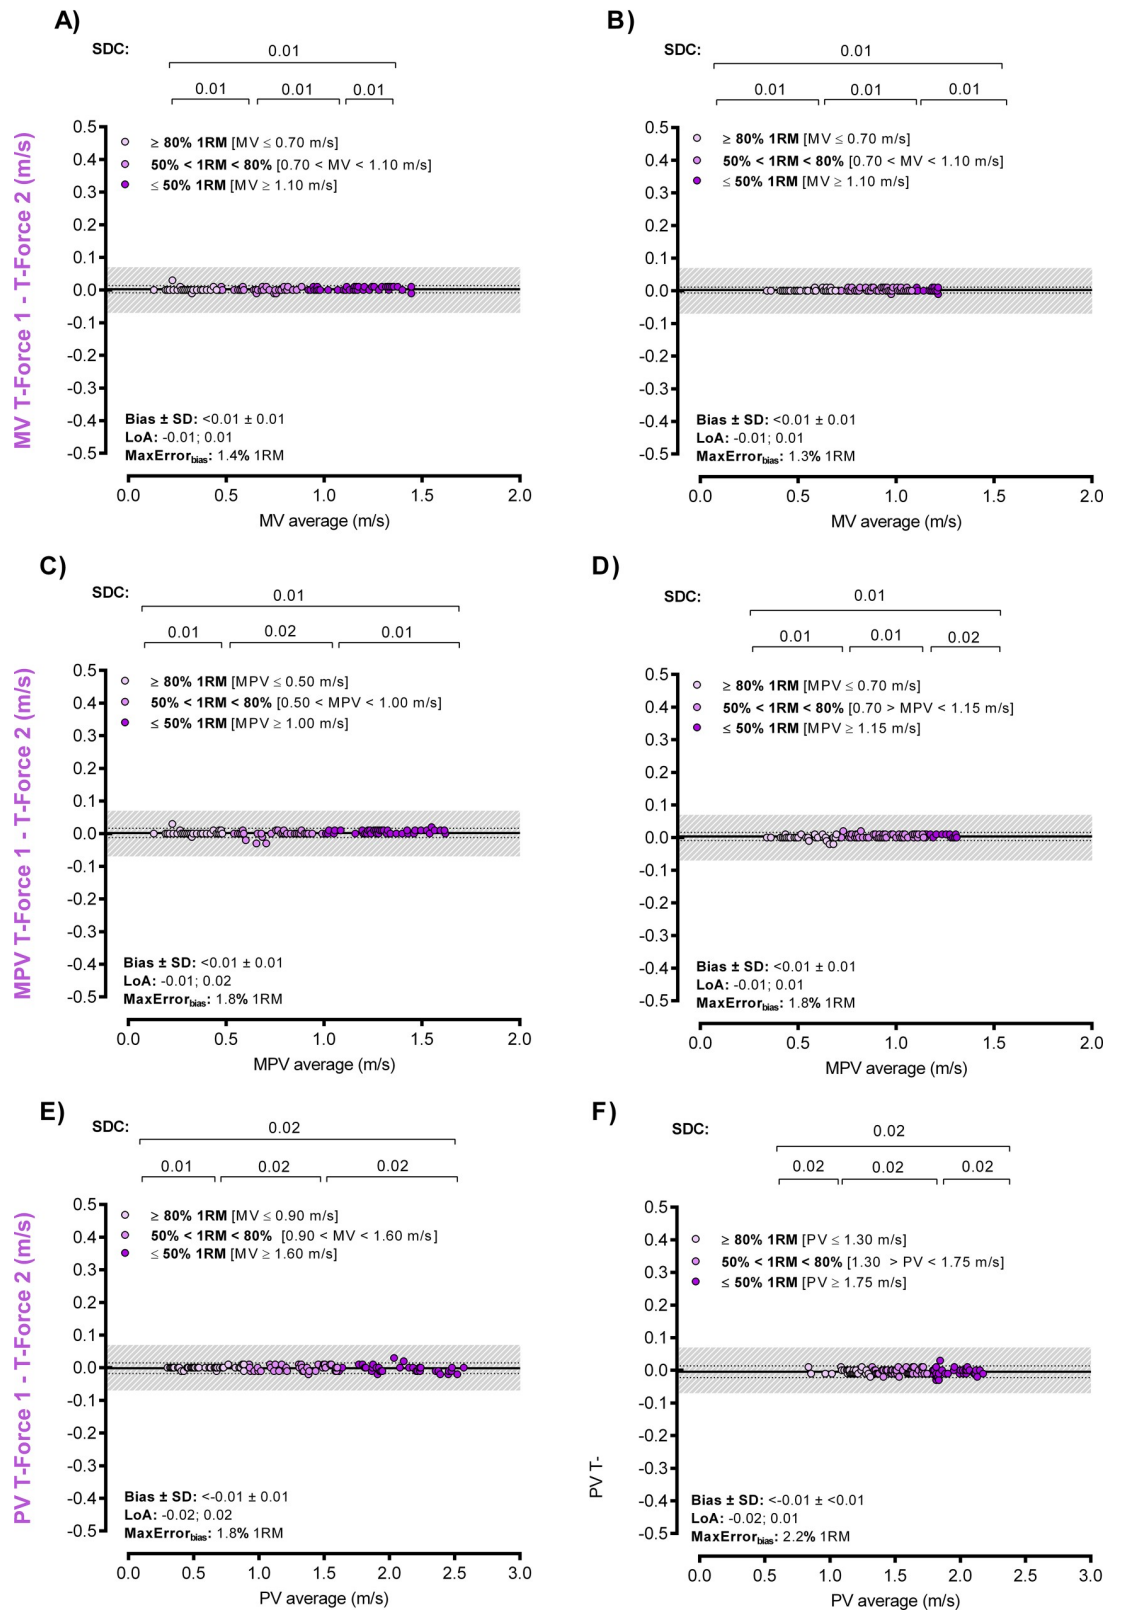 A)
SDC:
0.01
0.01 0.01 0.01
MV T-Force 1 - T-Force 2 (m/s)
0.5
0.4
0.3
0.2
0.1
0.0
-0.1
-0.2
-0.3
-0.4
-0.5
≥ 80% 1RM [MV ≤ 0.70 m/s]
50% < 1RM < 80% [0.70 < MV < 1.10 m/s]
≤ 50% 1RM [MV ≥ 1.10 m/s]
Bias ± SD: <0.01 ± 0.01
LoA: -0.01; 0.01
MaxErrorbias: 1.4% 1RM
0.0 0.5 1.0 1.5 2.0
MV average (m/s)
B)
SDC:
0.01
0.01 0.01 0.01
0.5
0.4
0.3
0.2
0.1
0.0
-0.1
-0.2
-0.3
-0.4
-0.5
≥ 80% 1RM [MV ≤ 0.70 m/s]
50% < 1RM < 80% [0.70 < MV < 1.10 m/s]
≤ 50% 1RM [MV ≥ 1.10 m/s]
Bias ± SD: <0.01 ± 0.01
LoA: -0.01; 0.01
MaxErrorbias: 1.3% 1RM
0.0 0.5 1.0 1.5 2.0
MV average (m/s)
C)
SDC:
0.01
0.01 0.02 0.01
MPV T-Force 1 - T-Force 2 (m/s)
0.5
0.4
0.3
0.2
0.1
0.0
-0.1
-0.2
-0.3
-0.4
-0.5
≥ 80% 1RM [MPV ≤ 0.50 m/s]
50% < 1RM < 80% [0.50 < MPV < 1.00 m/s]
≤ 50% 1RM [MPV ≥ 1.00 m/s]
Bias ± SD: <0.01 ± 0.01
LoA: -0.01; 0.02
MaxErrorbias: 1.8% 1RM
0.0 0.5 1.0 1.5 2.0
MPV average (m/s)
D)
SDC:
0.01
0.01 0.01 0.02
0.5
0.4
0.3
0.2
0.1
0.0
-0.1
-0.2
-0.3
-0.4
-0.5
≥ 80% 1RM [MPV ≤ 0.70 m/s]
50% < 1RM < 80% [0.70 > MPV < 1.15 m/s]
≤ 50% 1RM [MPV ≥ 1.15 m/s]
Bias ± SD: <0.01 ± 0.01
LoA: -0.01; 0.01
MaxErrorbias: 1.8% 1RM
0.0 0.5 1.0 1.5 2.0
MPV average (m/s)
E)
SDC:
0.02
0.01 0.02 0.02
PV T-Force 1 - T-Force 2 (m/s)
0.5
0.4
0.3
0.2
0.1
0.0
-0.1
-0.2
-0.3
-0.4
-0.5
≥ 80% 1RM [MV ≤ 0.90 m/s]
50% < 1RM < 80% [0.90 < MV < 1.60 m/s]
≤ 50% 1RM [MV ≥ 1.60 m/s]
Bias ± SD: <-0.01 ± 0.01
LoA: -0.02; 0.02
MaxErrorbias: 1.8% 1RM
0.0 0.5 1.0 1.5 2.0 2.5 3.0
PV average (m/s)
F)
SDC:
0.02
0.02 0.02 0.02
PV T-
0.5
0.4
0.3
0.2
0.1
0.0
-0.1
-0.2
-0.3
-0.4
-0.5
≥ 80% 1RM [PV ≤ 1.30 m/s]
50% < 1RM < 80% [1.30 > PV < 1.75 m/s]
≤ 50% 1RM [PV ≥ 1.75 m/s]
Bias ± SD: <-0.01 ± <0.01
LoA: -0.02; 0.01
MaxErrorbias: 2.2% 1RM
0.0 0.5 1.0 1.5 2.0 2.5 3.0
PV average (m/s)